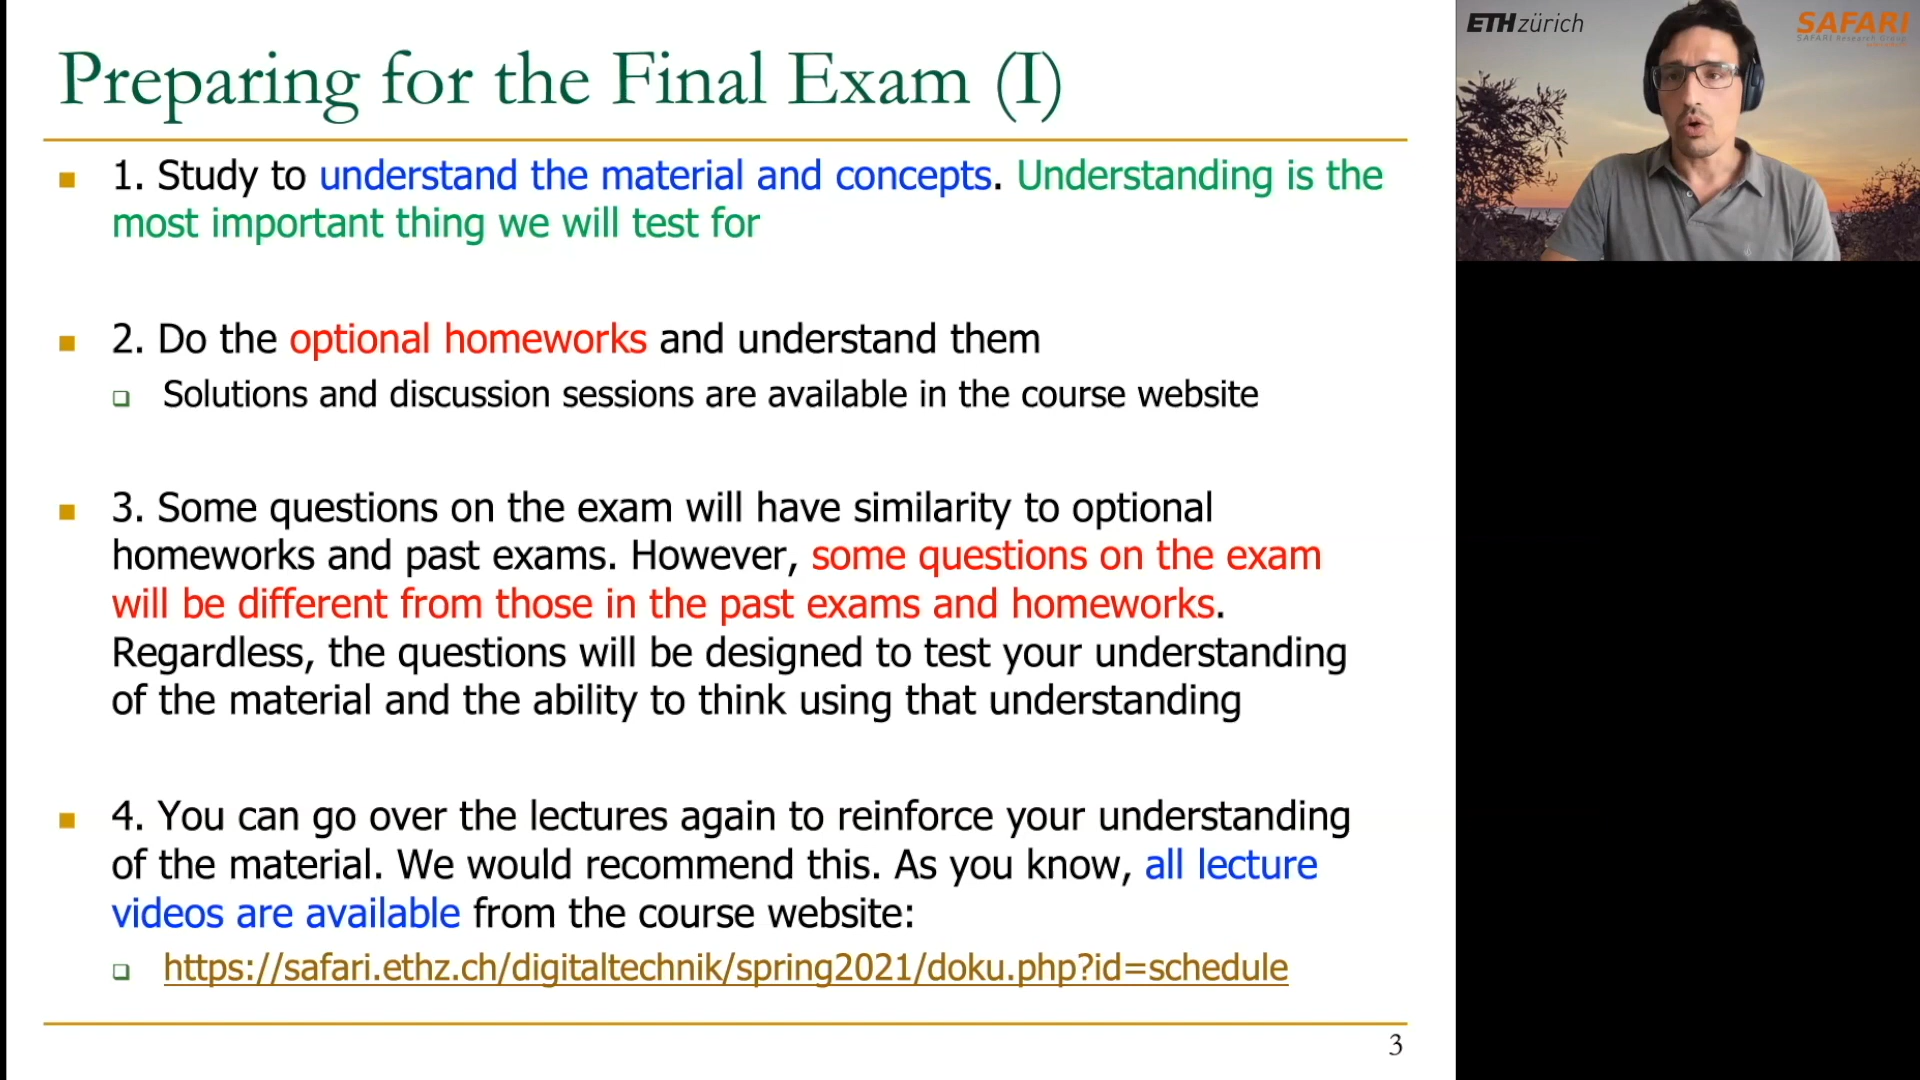 Preparing for the Final Exam (I)
1. Study to understand the material and concepts. Understanding is the
most important thing we will test for
2. Do the optional homeworks and understand them
Solutions and discussion sessions are available in the course website
3. Some questions on the exam will have similarity to optional
homeworks and past exams. However, some questions on the exam
will be different from those in the past exams and homeworks.
Regardless, the questions will be designed to test your understanding
of the material and the ability to think using that understanding
4. You can go over the lectures again to reinforce your understanding
of the material. We would recommend this. As you know, all lecture
videos are available from the course website:
https://safari.ethz.ch/digitaltechnik/spring2021/doku.php?id=schedule
3
ETH zürich
SAFARI
SAFARI Research Group